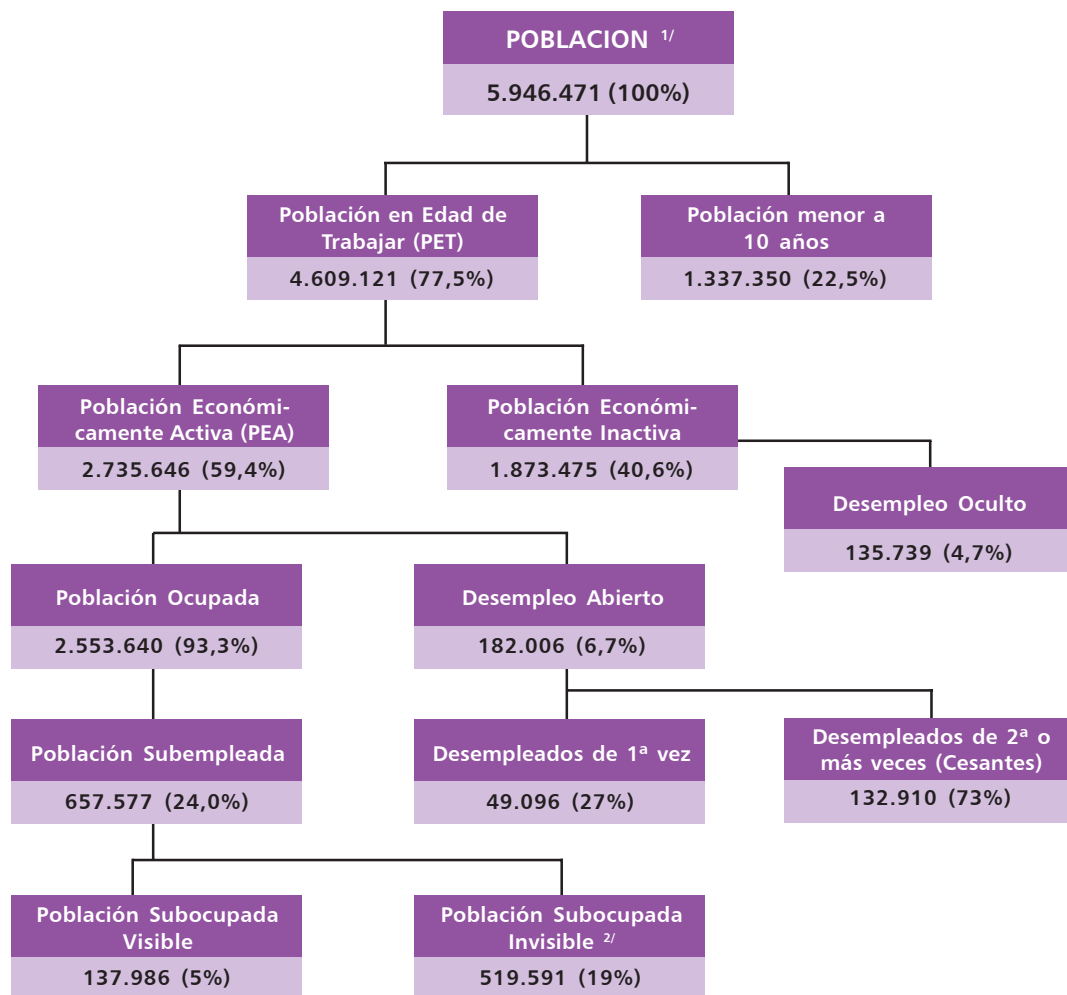 POBLACION 1/
5.946.471 (100%)
Población en Edad de
Trabajar (PET)
4.609.121 (77,5%)
Población menor a
10 años
1.337.350 (22,5%)
Población Económi-
camente Activa (PEA)
2.735.646 (59,4%)
Población Económi-
camente Inactiva
1.873.475 (40,6%)
Desempleo Oculto
135.739 (4,7%)
Población Ocupada
2.553.640 (93,3%)
Desempleo Abierto
182.006 (6,7%)
Población Subempleada
657.577 (24,0%)
Desempleados de 1ª vez
49.096 (27%)
Desempleados de 2ª o
más veces (Cesantes)
132.910 (73%)
Población Subocupada
Visible
137.986 (5%)
Población Subocupada
Invisible 2/
519.591 (19%)